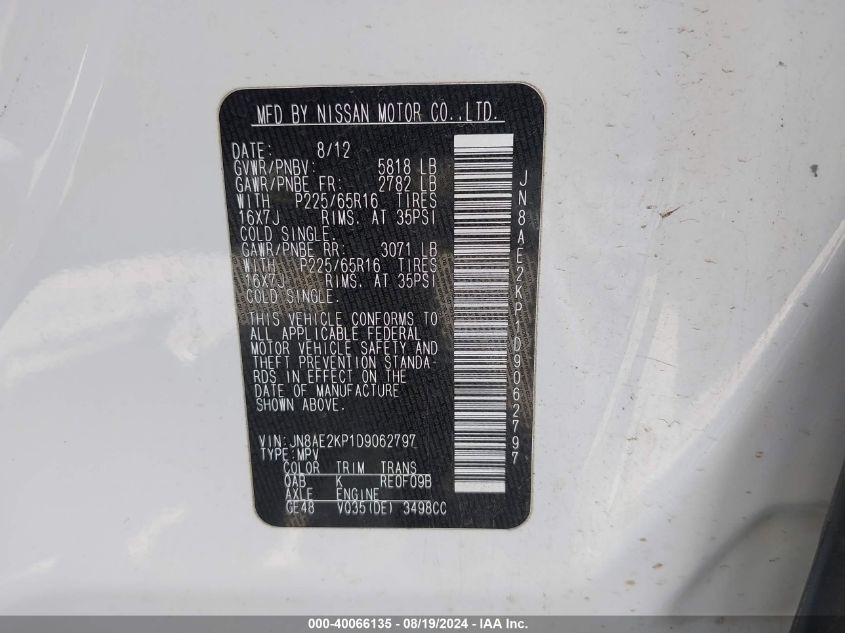 MFD BY NISSAN MOTOR CO.,LTD.
DATE: 8/12
GVWR/PNBV: 5818 LB
GAWR/PNBE FR: 2782 LB
WITH P225/65R16 TIRES
16X7J RIMS. AT 35PSI
COLD SINGLE.
GAWR/PNBE RR: 3071 LB
WITH P225/65R16 TIRES
16X7J RIMS. AT 35PSI
COLD SINGLE.
THIS VEHICLE CONFORMS TO
ALL APPLICABLE FEDERAL
MOTOR VEHICLE SAFETY AND
THEFT PREVENTION STANDA-
RDS IN EFFECT ON THE
DATE OF MANUFACTURE
SHOWN ABOVE.
VIN:JN8AE2KP1D9062797
TYPE:MPV
COLOR TRIM TRANS
QAB K RE0F09B
AXLE ENGINE
GE48 VQ35(DE) 3498CC
JN8AE2KP1D9062797
000-40066135 - 08/19/2024 - IAA Inc.